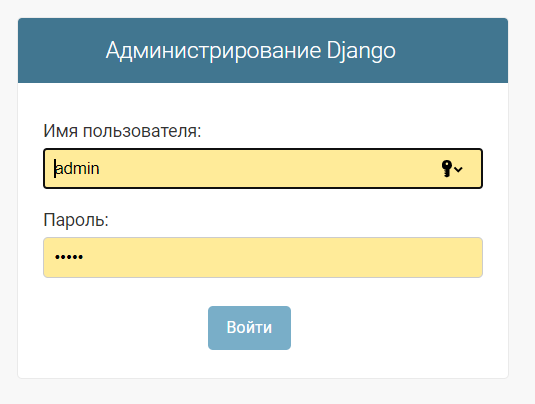 Администрирование Django
Имя пользователя:
admin
Пароль:
•••••
Войти